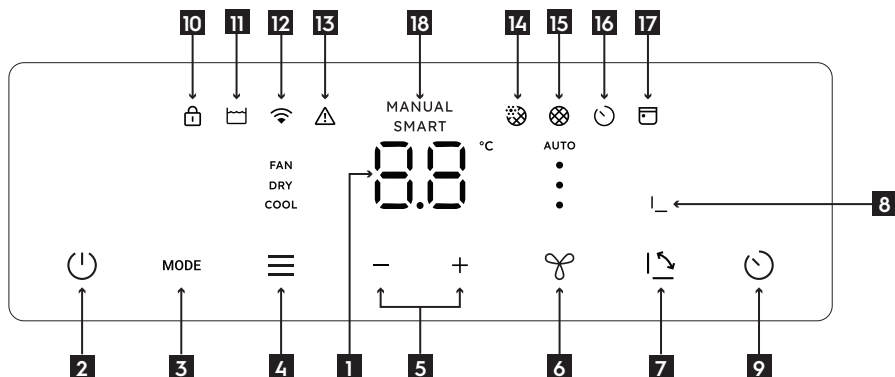 10 11 12 13 18 14 15 16 17
MANUAL
SMART
8.8 °C
AUTO
FAN
DRY
COOL
8
MODE
− +
2 3 4 1 5 6 7 9